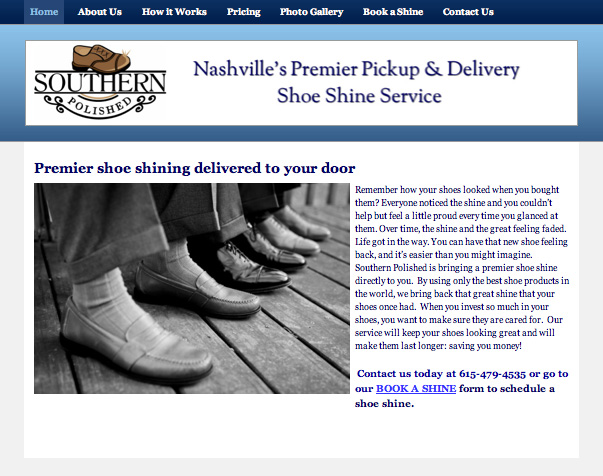 Home About Us How it Works Pricing Photo Gallery Book a Shine Contact Us
SOUTHERN
POLISHED
Nashville's Premier Pickup & Delivery
Shoe Shine Service
Premier shoe shining delivered to your door
Remember how your shoes looked when you bought
them? Everyone noticed the shine and you couldn't
help but feel a little proud every time you glanced at
them. Over time, the shine and the great feeling faded.
Life got in the way. You can have that new shoe feeling
back, and it's easier than you might imagine.
Southern Polished is bringing a premier shoe shine
directly to you. By using only the best shoe products in
the world, we bring back that great shine that your
shoes once had. When you invest so much in your
shoes, you want to make sure they are cared for. Our
service will keep your shoes looking great and will
make them last longer: saving you money!
Contact us today at 615-479-4535 or go to
our BOOK A SHINE form to schedule a
shoe shine.